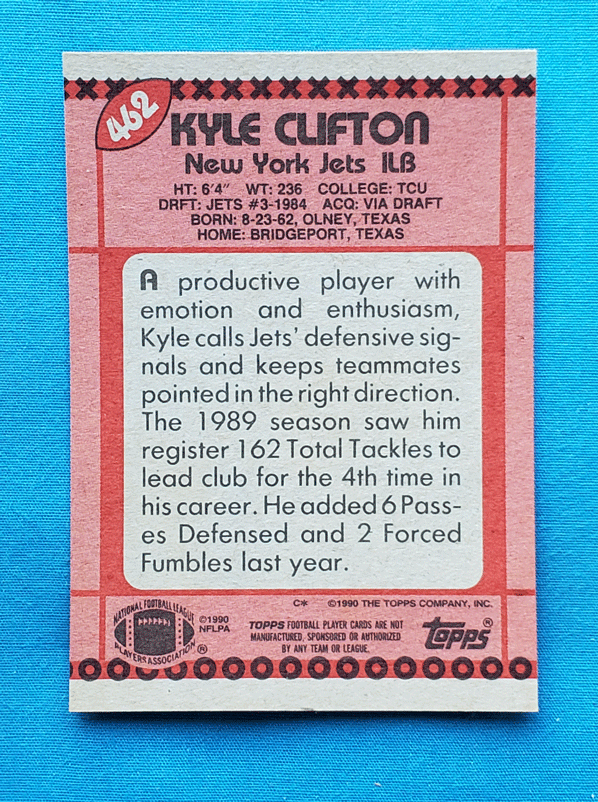 462
KYLE CLIFTON
New York Jets ILB
HT: 6'4" WT: 236 COLLEGE: TCU
DRFT: JETS #3-1984 ACQ: VIA DRAFT
BORN: 8-23-62, OLNEY, TEXAS
HOME: BRIDGEPORT, TEXAS
A productive player with
emotion and enthusiasm,
Kyle calls Jets' defensive sig-
nals and keeps teammates
pointed in the right direction.
The 1989 season saw him
register 162 Total Tackles to
lead club for the 4th time in
his career. He added 6 Pass-
es Defensed and 2 Forced
Fumbles last year.
C* ©1990 THE TOPPS COMPANY, INC.
NATIONAL FOOTBALL LEAGUE
PLAYERS ASSOCIATION ®
©1990
NFLPA
TOPPS FOOTBALL PLAYER CARDS ARE NOT
MANUFACTURED, SPONSORED OR AUTHORIZED
BY ANY TEAM OR LEAGUE.
topps®